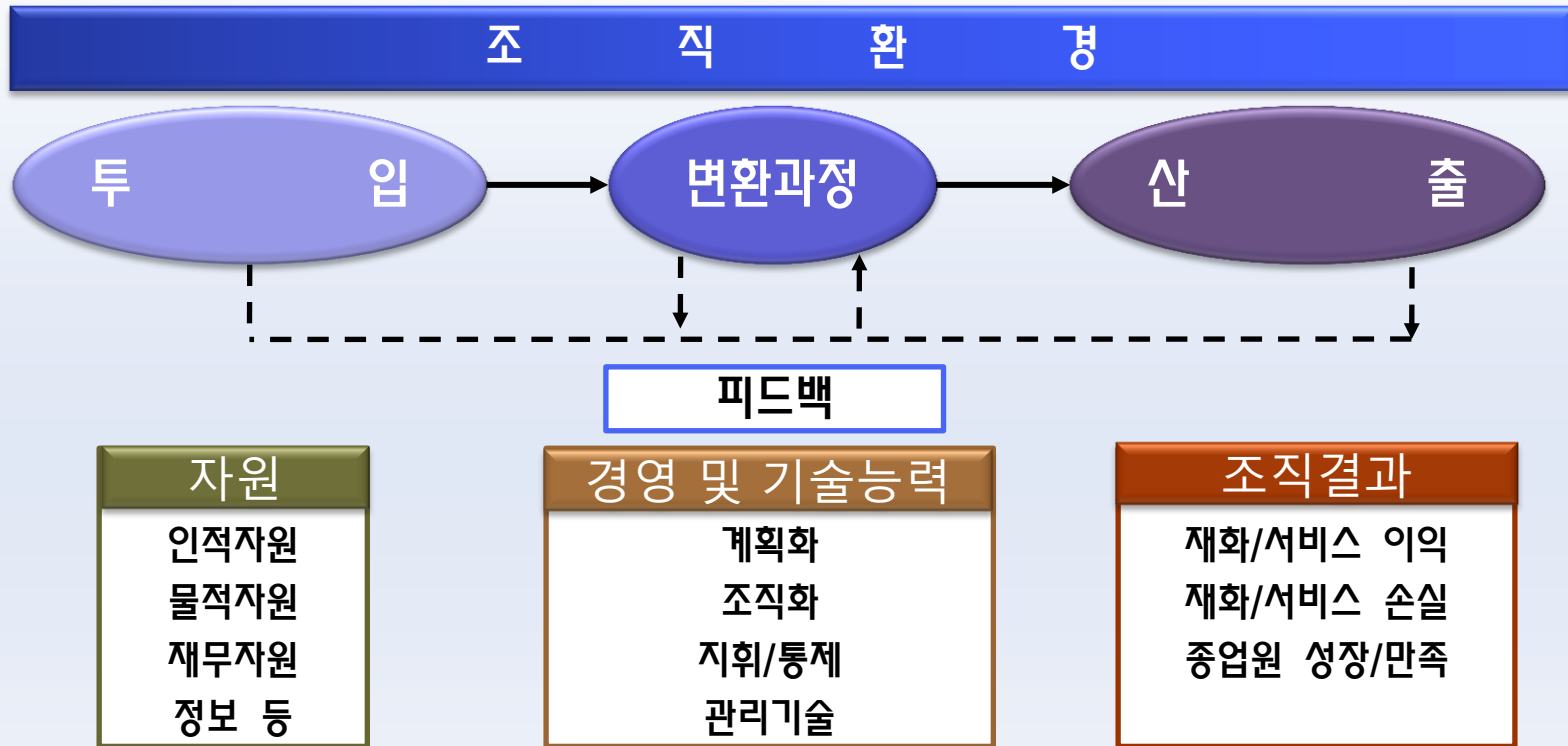 조 직 환 경
투 입
변환과정
산 출
피드백
자원
인적자원
물적자원
재무자원
정보 등
경영 및 기술능력
계획화
조직화
지휘/통제
관리기술
조직결과
재화/서비스 이익
재화/서비스 손실
종업원 성장/만족